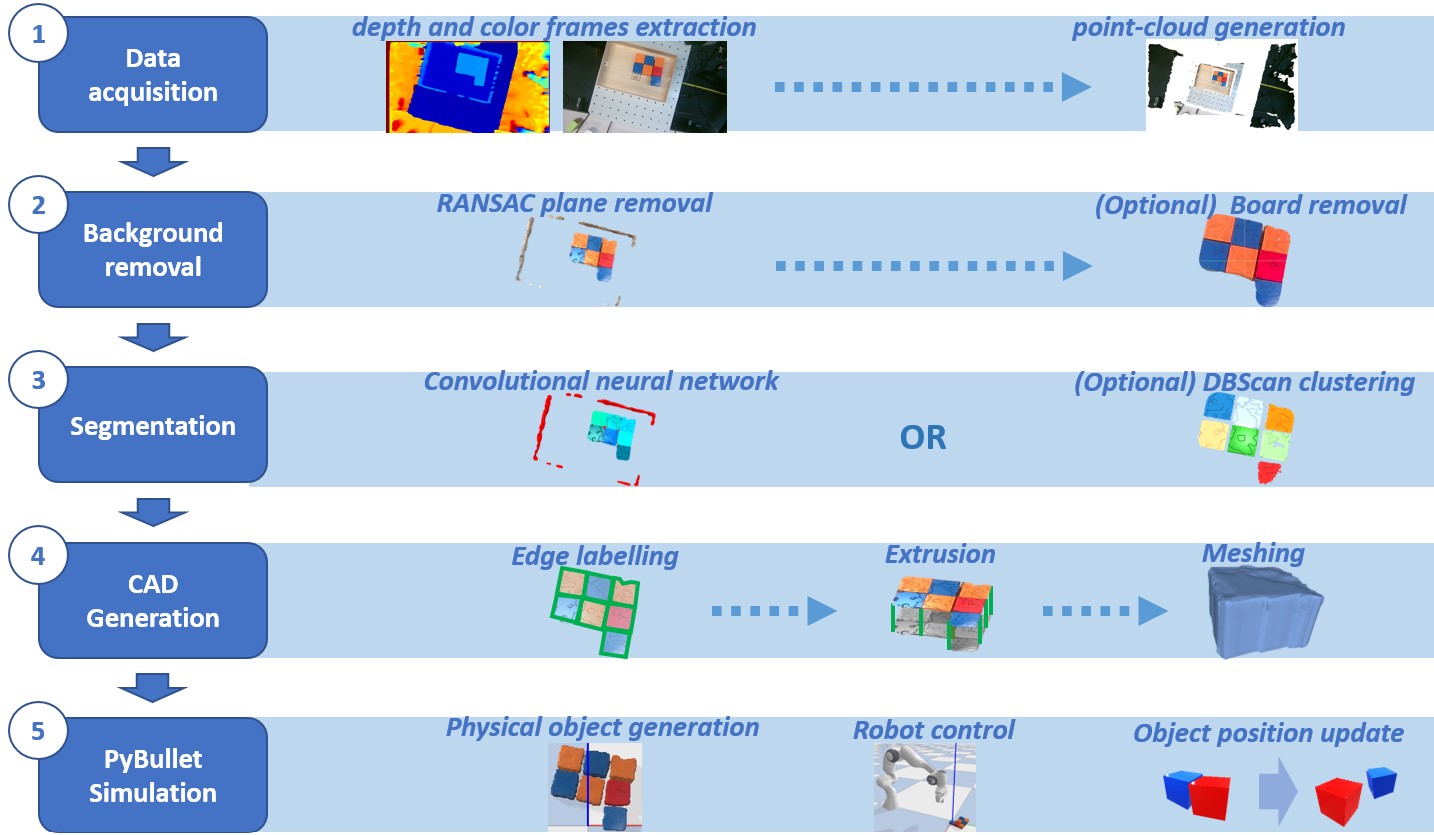 1
Data
acquisition
depth and color frames extraction
point-cloud generation
2
Background
removal
RANSAC plane removal
(Optional) Board removal
3
Segmentation
Convolutional neural network
OR
(Optional) DBScan clustering
4
CAD
Generation
Edge labelling
Extrusion
Meshing
5
PyBullet
Simulation
Physical object generation
Robot control
Object position update